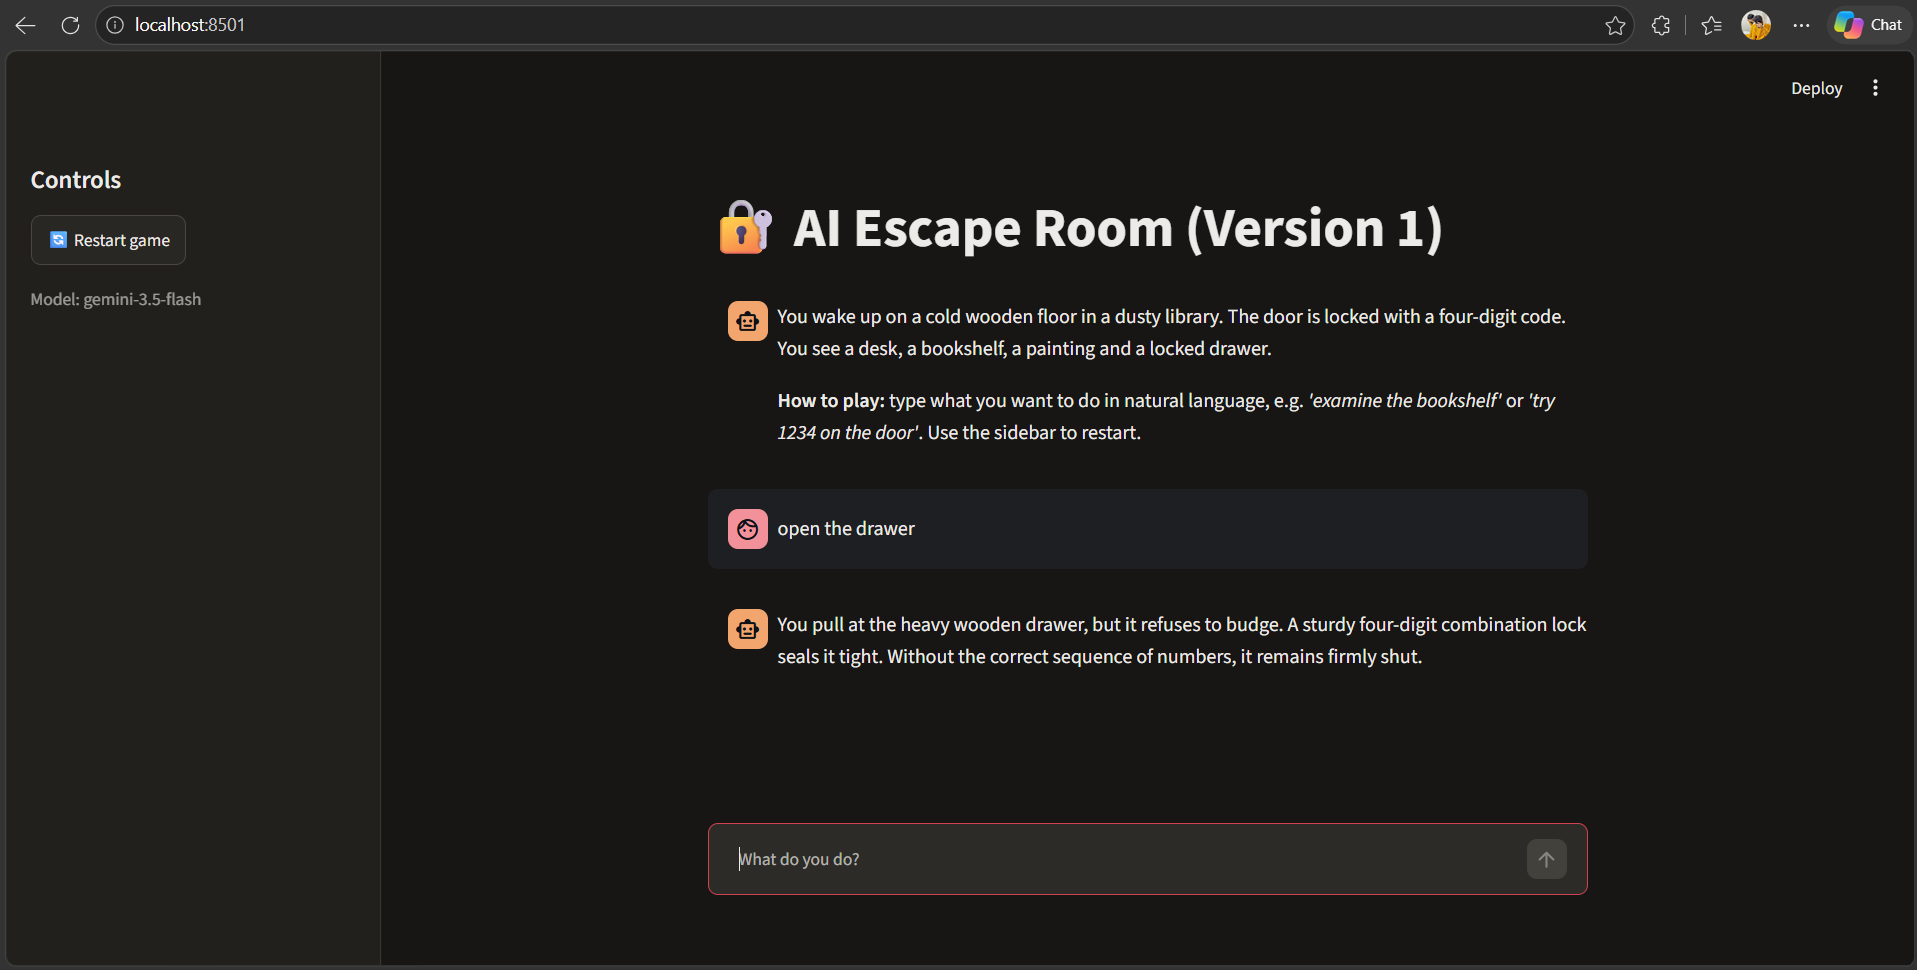 localhost:8501
Chat
Deploy
Controls
Restart game
Model: gemini-3.5-flash
AI Escape Room (Version 1)
You wake up on a cold wooden floor in a dusty library. The door is locked with a four-digit code.
You see a desk, a bookshelf, a painting and a locked drawer.
How to play: type what you want to do in natural language, e.g. 'examine the bookshelf' or 'try
1234 on the door'. Use the sidebar to restart.
open the drawer
You pull at the heavy wooden drawer, but it refuses to budge. A sturdy four-digit combination lock
seals it tight. Without the correct sequence of numbers, it remains firmly shut.
What do you do?